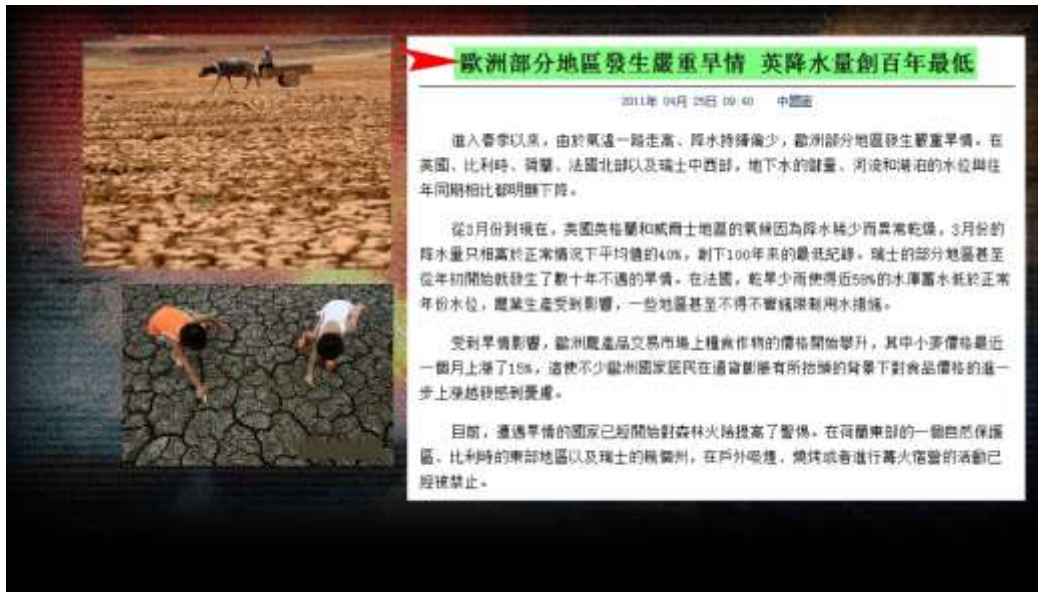 歐洲部分地區發生嚴重旱情 英降水量創百年最低
2011年 04月 25日 09:40 中國
進入春季以來，由於氣溫一路走高、降水持續偏少，歐洲部分地區發生嚴重旱情。在
英國、比利時、荷蘭、法國北部以及瑞士中西部，地下水的儲量、河流和湖泊的水位與往
年同期相比都明顯下降。
從3月份到現在，英國英格蘭和威爾士地區的氣候因為降水稀少而異常乾燥，3月份的
降水量只相當於正常情況下平均值的40%，創下100年來的最低紀錄。瑞士的部分地區甚至
從年初開始就發生了數十年不遇的旱情。在法國，乾旱少雨使得近58%的水庫蓄水低於正常
年份水位，農業生產受到影響，一些地區甚至不得不實施限制用水措施。
受到旱情影響，歐洲農產品交易市場上糧食作物的價格開始攀升，其中小麥價格最近
一個月上漲了15%，這使不少歐洲國家居民在通貨膨脹有所抬頭的背景下對食品價格的進一
步上漲越發感到憂慮。
目前，遭遇旱情的國家已經開始對森林火險提高了警惕。在荷蘭東部的一個自然保護
區、比利時的東部地區以及瑞士的幾個州，在戶外吸煙、燒烤或者進行篝火宿營的活動已
經被禁止。